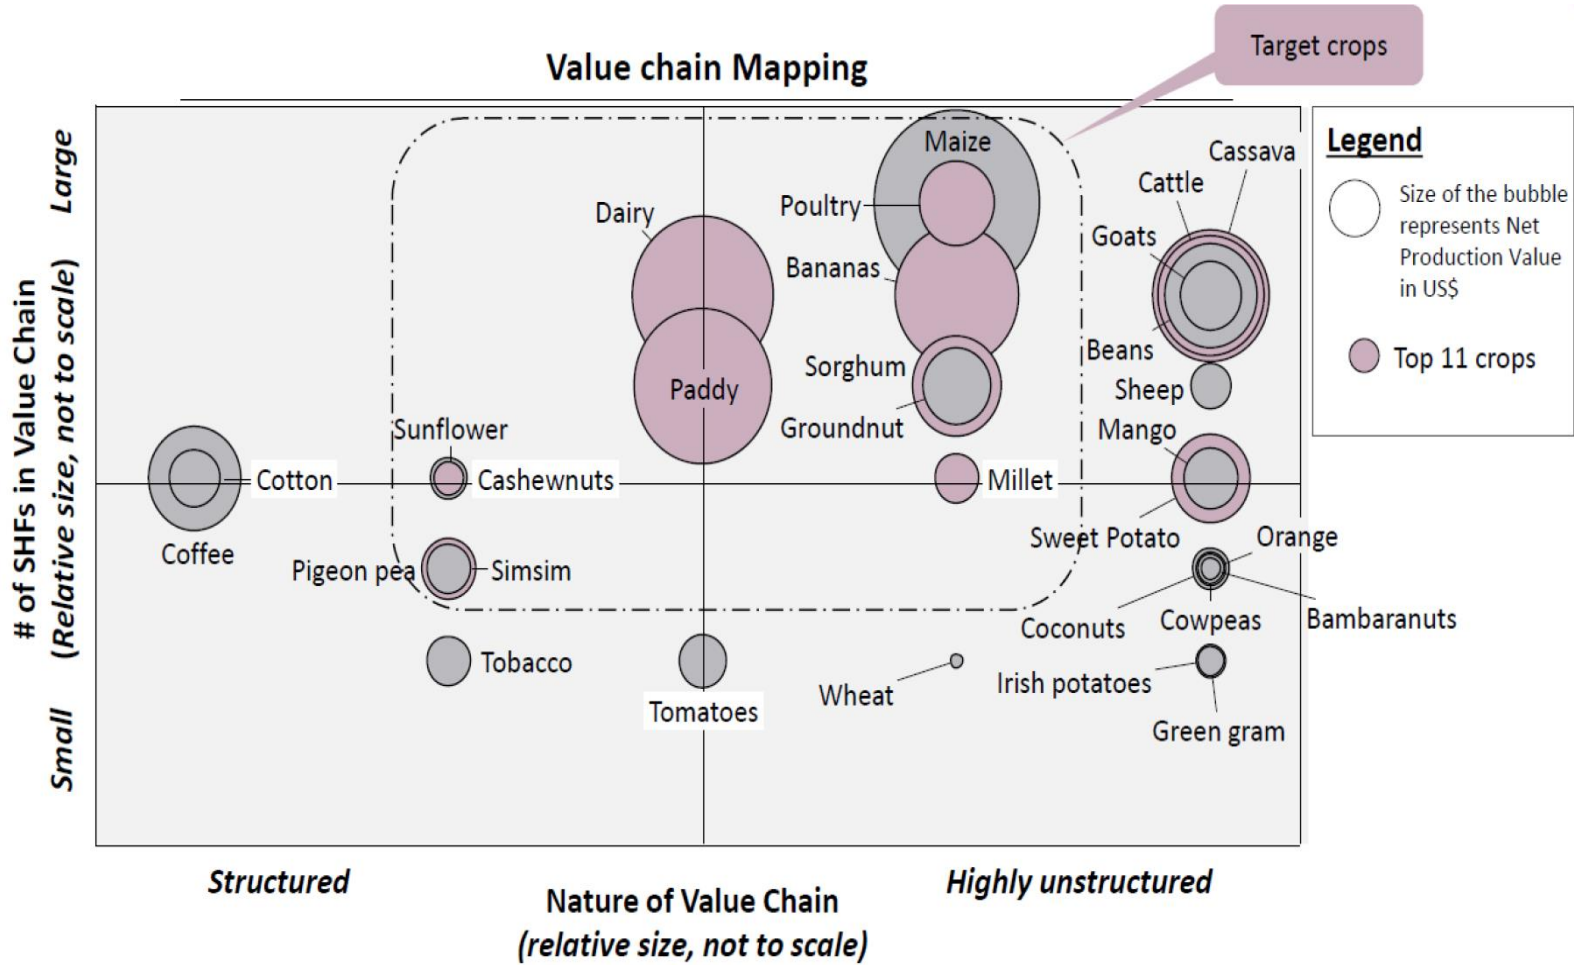 Target crops
Value chain Mapping
Large
# of SHFs in Value Chain
(Relative size, not to scale)
Small
Maize
Poultry
Dairy
Bananas
Paddy
Sorghum
Groundnut
Sunflower
Cashewnuts
Millet
Cotton
Coffee
Pigeon pea
Simsim
Tobacco
Tomatoes
Wheat
Cassava
Cattle
Goats
Beans
Sheep
Mango
Sweet Potato
Orange
Coconuts
Cowpeas
Bambaranuts
Irish potatoes
Green gram
Legend
Size of the bubble
represents Net
Production Value
in US$
Top 11 crops
Structured
Highly unstructured
Nature of Value Chain
(relative size, not to scale)